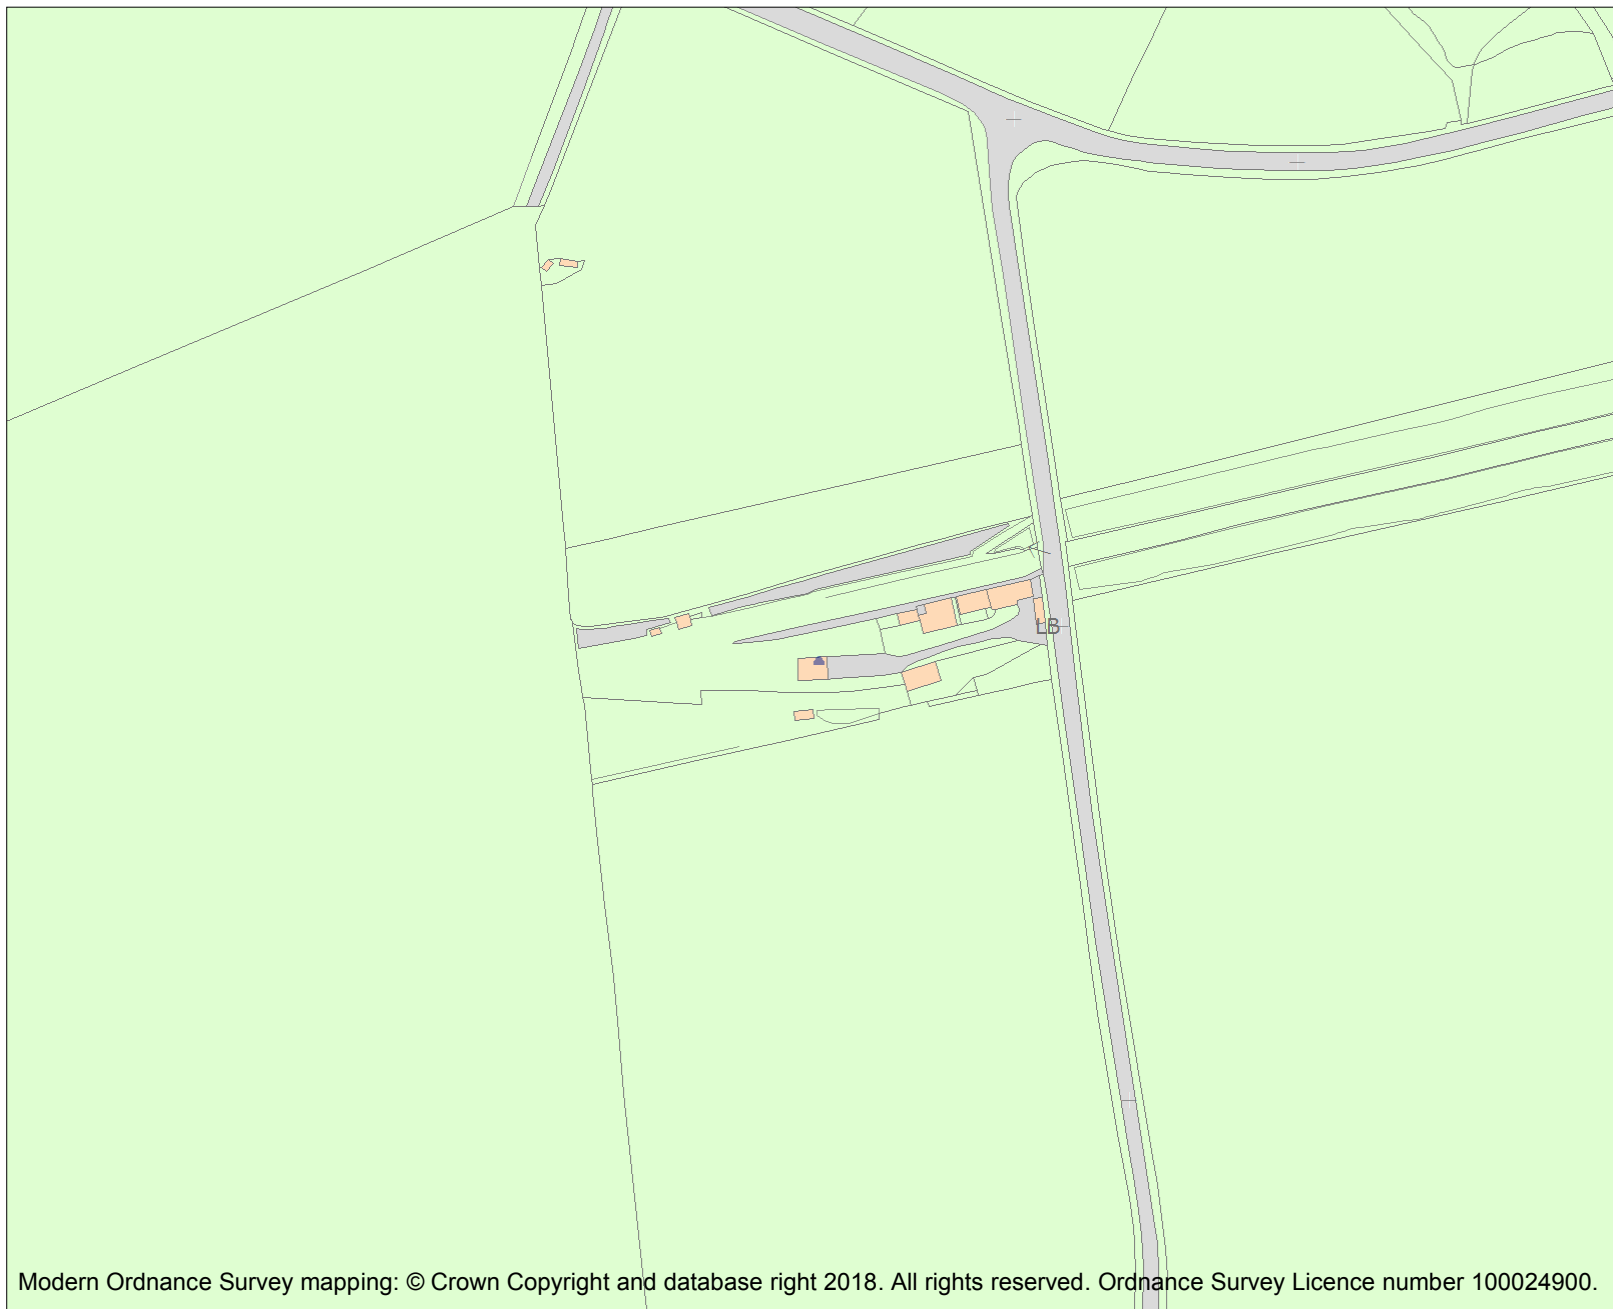 LB
Modern Ordnance Survey mapping: © Crown Copyright and database right 2018. All rights reserved. Ordnance Survey Licence number 100024900.